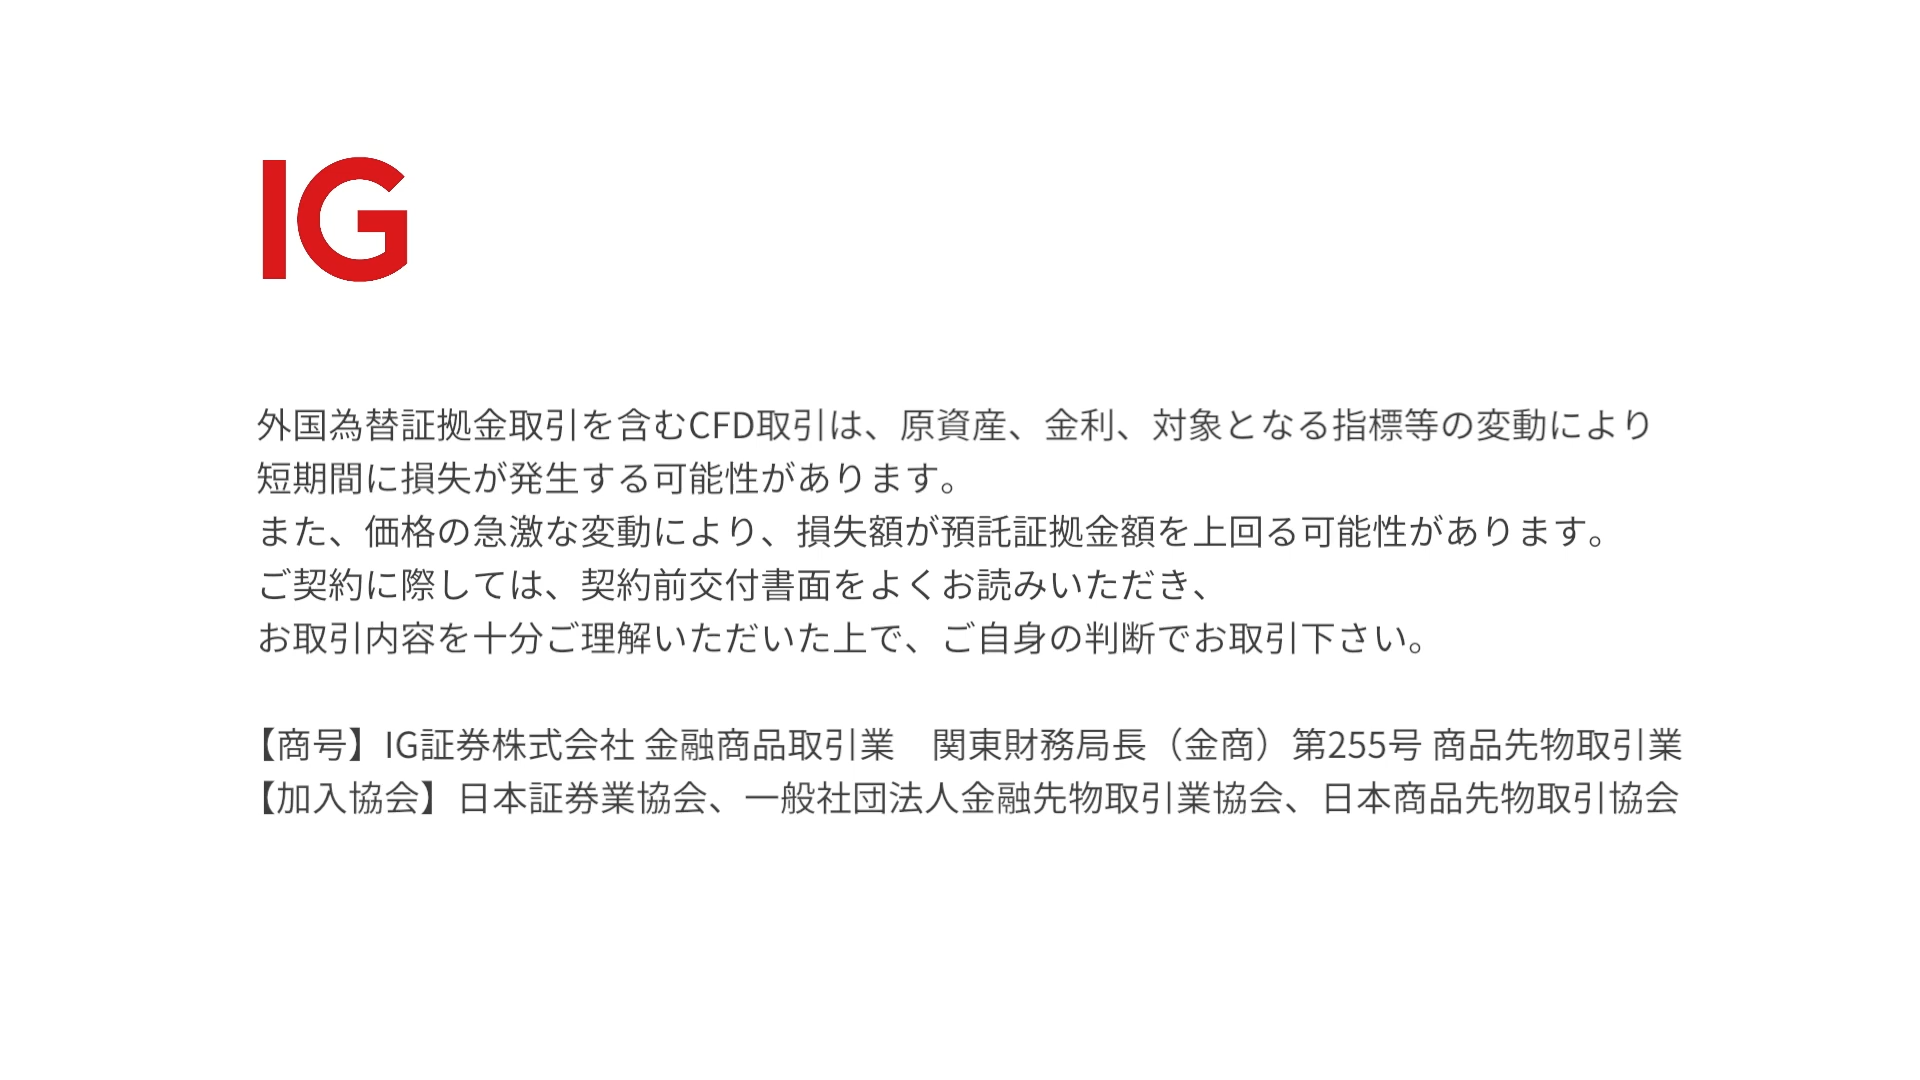 IG
外国為替証拠金取引を含むCFD取引は、原資産、金利、対象となる指標等の変動により
短期間に損失が発生する可能性があります。
また、価格の急激な変動により、損失額が預託証拠金額を上回る可能性があります。
ご契約に際しては、契約前交付書面をよくお読みいただき、
お取引内容を十分ご理解いただいた上で、ご自身の判断でお取引下さい。
【商号】IG証券株式会社 金融商品取引業　関東財務局長（金商）第255号 商品先物取引業
【加入協会】日本証券業協会、一般社団法人金融先物取引業協会、日本商品先物取引協会